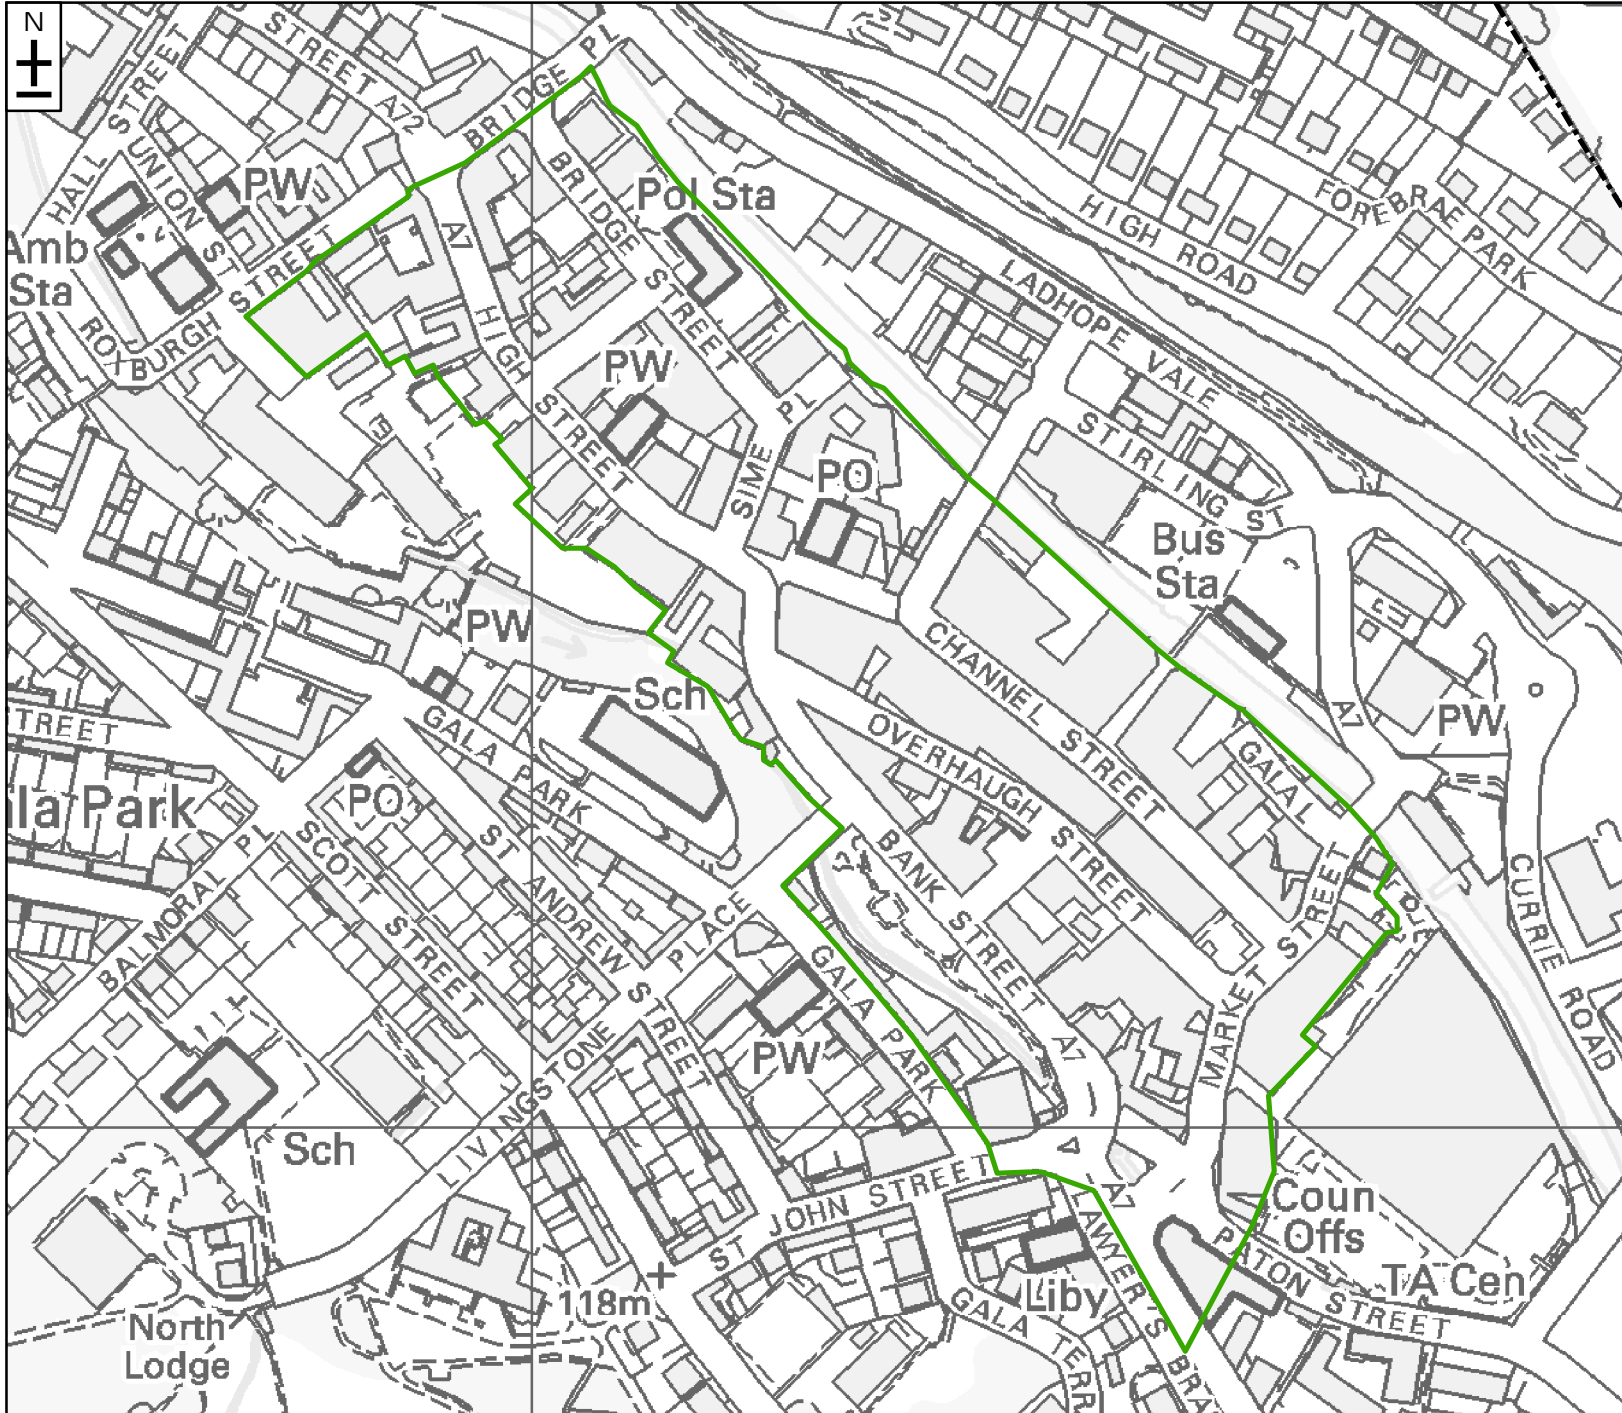 N
STREET A72
BRIDGE PL
HALL STREET
UNION ST
PW
Amb
Sta
ROXBURGH STREET
A7
HIGH STREET
BRIDGE STREET
Pol Sta
HIGH ROAD
FOREBRAE PARK
LADHOPE VALE
PW
SIME PL
PO
STIRLING ST
Bus
Sta
A7
PW
PW
Sch
CHANNEL STREET
OVERHAUGH STREET
GALAL
STREET
GALA PARK
PO
la Park
BALMORAL PL
SCOTT STREET
ST ANDREW STREET
BANK STREET
A7
MARKET STREET
CURRIE ROAD
LIVINGSTONE PLACE
GALA PARK
PW
Sch
ST JOHN STREET
A7
LAWYER'S BRA
Coun
Offs
PATON STREET
TA Cen
Liby
GALA TERR
118m
North
Lodge